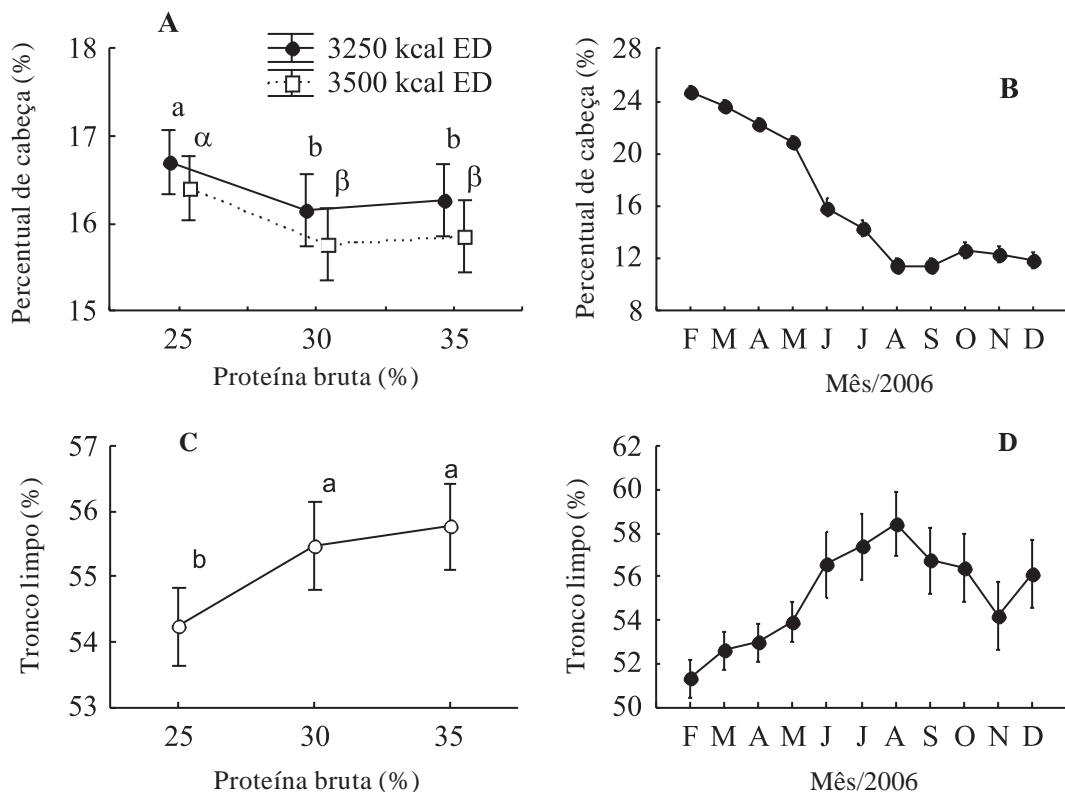 A
3250 kcal ED
3500 kcal ED
Percentual de cabeça (%)
18
17
16
15
a
α
b
β
b
β
25 30 35
Proteína bruta (%)
B
Percentual de cabeça (%)
28
24
20
16
12
8
F M A M J J A S O N D
Mês/2006
C
Tronco limpo (%)
57
56
55
54
53
b
a
a
25 30 35
Proteína bruta (%)
D
Tronco limpo (%)
62
60
58
56
54
52
50
F M A M J J A S O N D
Mês/2006